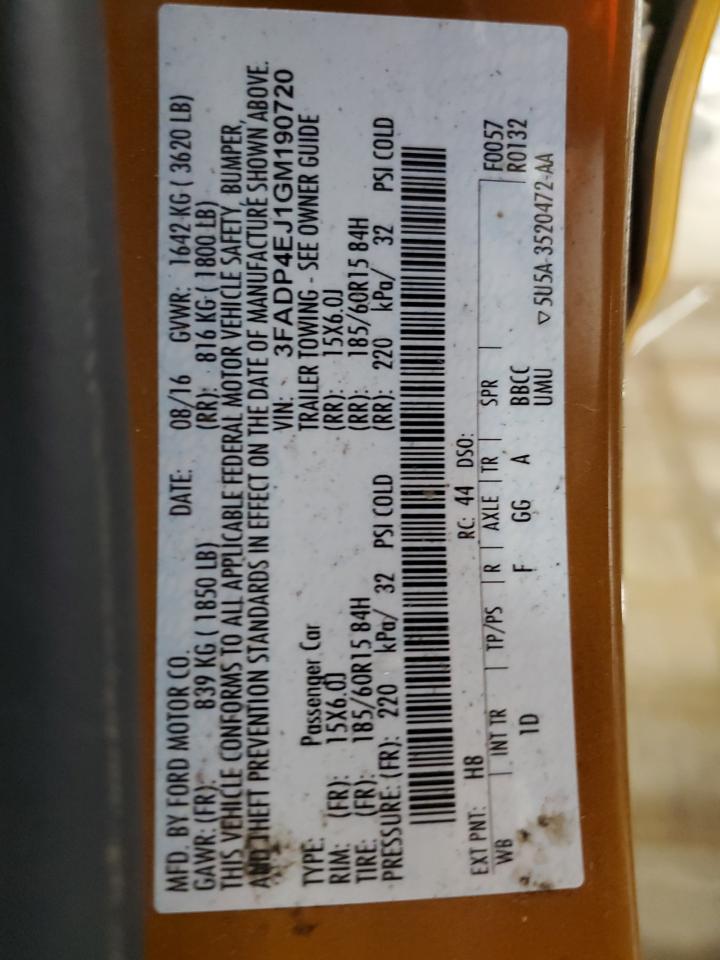 MFD. BY FORD MOTOR CO. DATE: 08/16 GVWR: 1642 KG ( 3620 LB)
GAWR: (FR): 839 KG ( 1850 LB) (RR): 816 KG ( 1800 LB)
THIS VEHICLE CONFORMS TO ALL APPLICABLE FEDERAL MOTOR VEHICLE SAFETY, BUMPER,
AND THEFT PREVENTION STANDARDS IN EFFECT ON THE DATE OF MANUFACTURE SHOWN ABOVE.
VIN: 3FADP4EJ1GM190720
TYPE: Passenger Car TRAILER TOWING - SEE OWNER GUIDE
RIM: (FR): 15X6.0J (RR): 15X6.0J
TIRE: (FR): 185/60R15 84H (RR): 185/60R15 84H
PRESSURE: (FR): 220 kPa/ 32 PSI COLD (RR): 220 kPa/ 32 PSI COLD
EXT PNT: H8 RC: 44 DSO: F0057
WB INT TR TP/PS R AXLE TR SPR R0132
1D F GG A BBCC
UMU
▽5U5A-3520472-AA